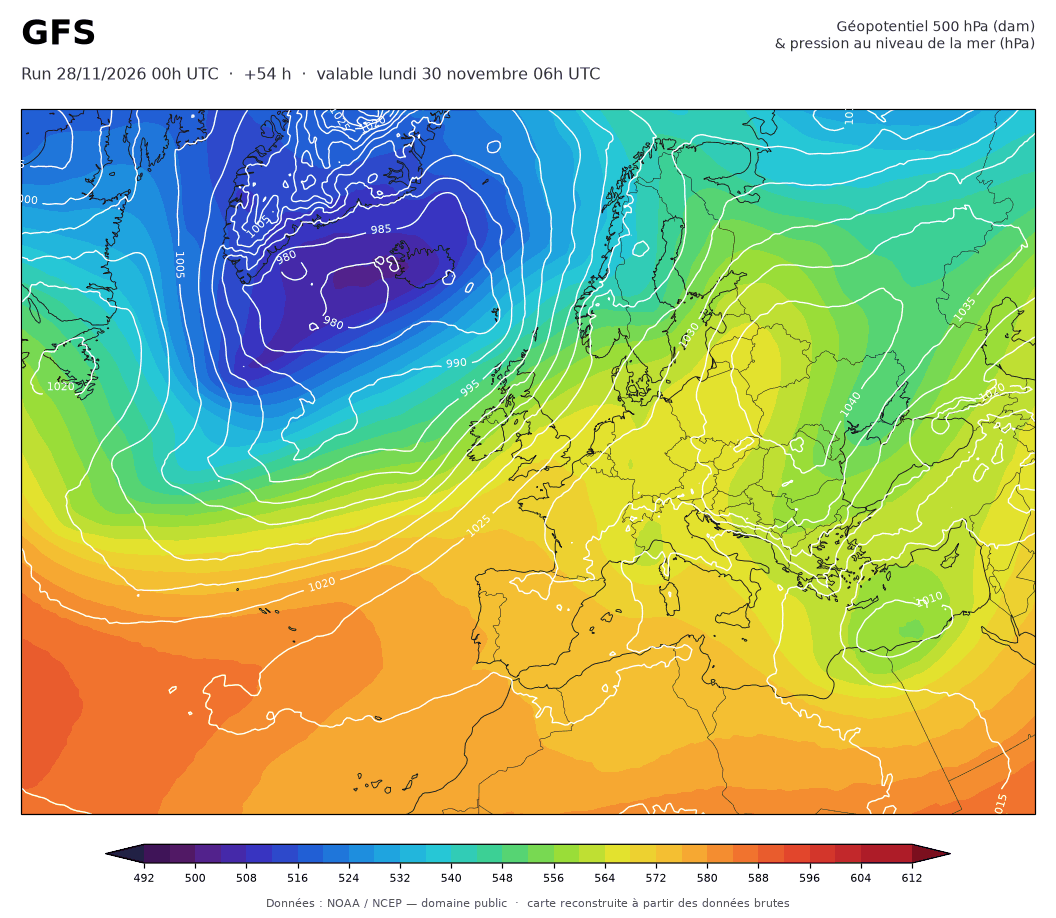 GFS
Géopotentiel 500 hPa (dam)
& pression au niveau de la mer (hPa)
Run 28/11/2026 00h UTC · +54 h · valable lundi 30 novembre 06h UTC
1005
985
980
980
1005
990
995
1020
1025
1020
1030
1035
1040
1020
1010
492 500 508 516 524 532 540 548 556 564 572 580 588 596 604 612
Données : NOAA / NCEP — domaine public · carte reconstruite à partir des données brutes